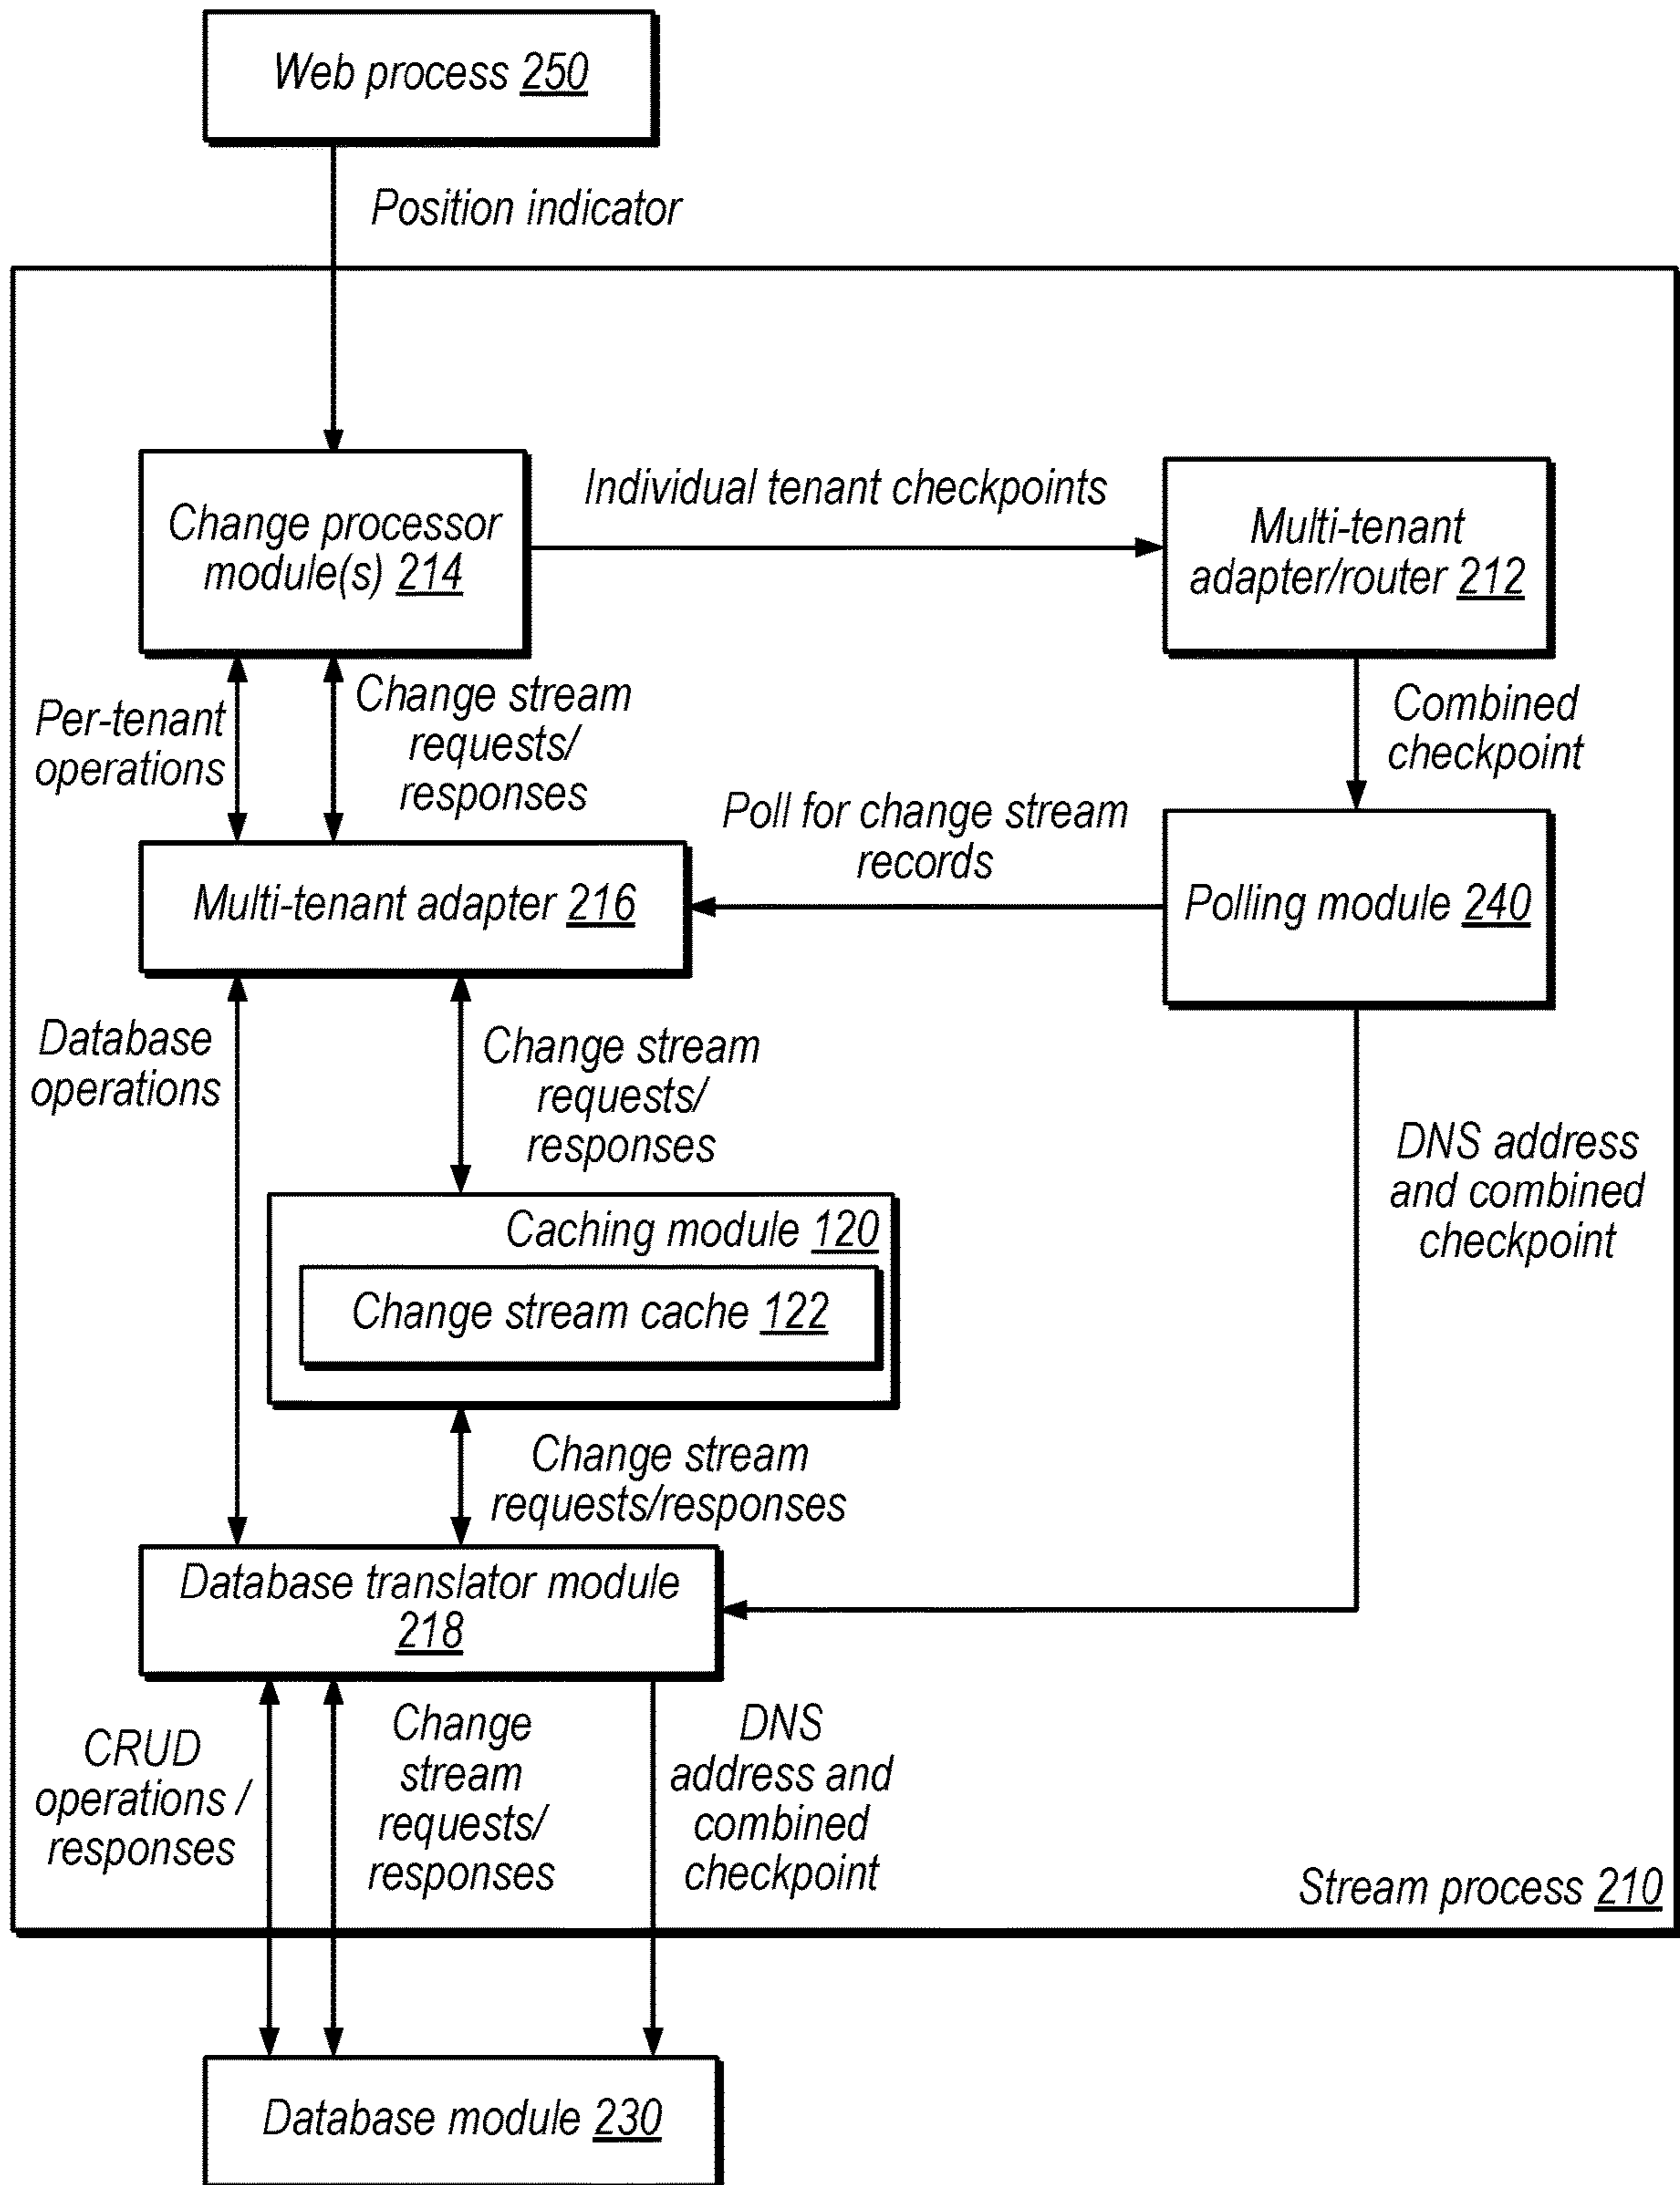 Web process 250
Position indicator
Change processor
module(s) 214
Individual tenant checkpoints
Multi-tenant
adapter/router 212
Per-tenant
operations
Change stream
requests/
responses
Combined
checkpoint
Poll for change stream
records
Multi-tenant adapter 216
Polling module 240
Database
operations
Change stream
requests/
responses
DNS address
and combined
checkpoint
Caching module 120
Change stream cache 122
Change stream
requests/responses
Database translator module
218
CRUD
operations /
responses
Change
stream
requests/
responses
DNS
address and
combined
checkpoint
Stream process 210
Database module 230